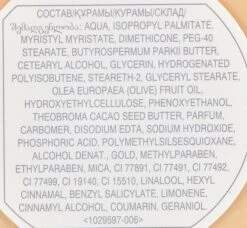 СОСТАВ/ҚҰРАМЫ/КУРАМЫ/СКЛАД/
შემადგენლობა: AQUA, ISOPROPYL PALMITATE,
MYRISTYL MYRISTATE, DIMETHICONE, PEG-40
STEARATE, BUTYROSPERMUM PARKII BUTTER,
CETEARYL ALCOHOL, GLYCERIN, HYDROGENATED
POLYISOBUTENE, STEARETH-2, GLYCERYL STEARATE,
OLEA EUROPAEA (OLIVE) FRUIT OIL,
HYDROXYETHYLCELLULOSE, PHENOXYETHANOL,
THEOBROMA CACAO SEED BUTTER, PARFUM,
CARBOMER, DISODIUM EDTA, SODIUM HYDROXIDE,
PHOSPHORIC ACID, POLYMETHYLSILSESQUIOXANE,
ALCOHOL DENAT., GOLD, METHYLPARABEN,
ETHYLPARABEN, MICA, CI 77891, CI 77491, CI 77492,
CI 77499, CI 19140, CI 15510, LINALOOL, HEXYL
CINNAMAL, BENZYL SALICYLATE, LIMONENE,
CINNAMYL ALCOHOL, COUMARIN, GERANIOL.
<1029597-006>